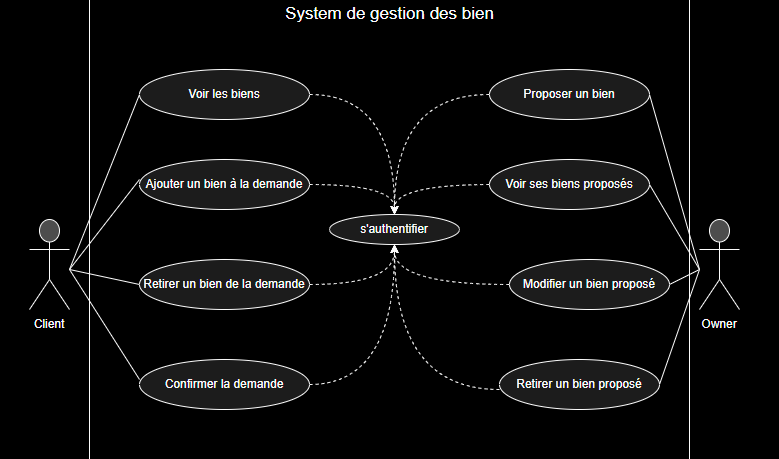 System de gestion des bien
Voir les biens
Proposer un bien
Ajouter un bien à la demande
Voir ses biens proposés
s'authentifier
Retirer un bien de la demande
Modifier un bien proposé
Client
Owner
Confirmer la demande
Retirer un bien proposé